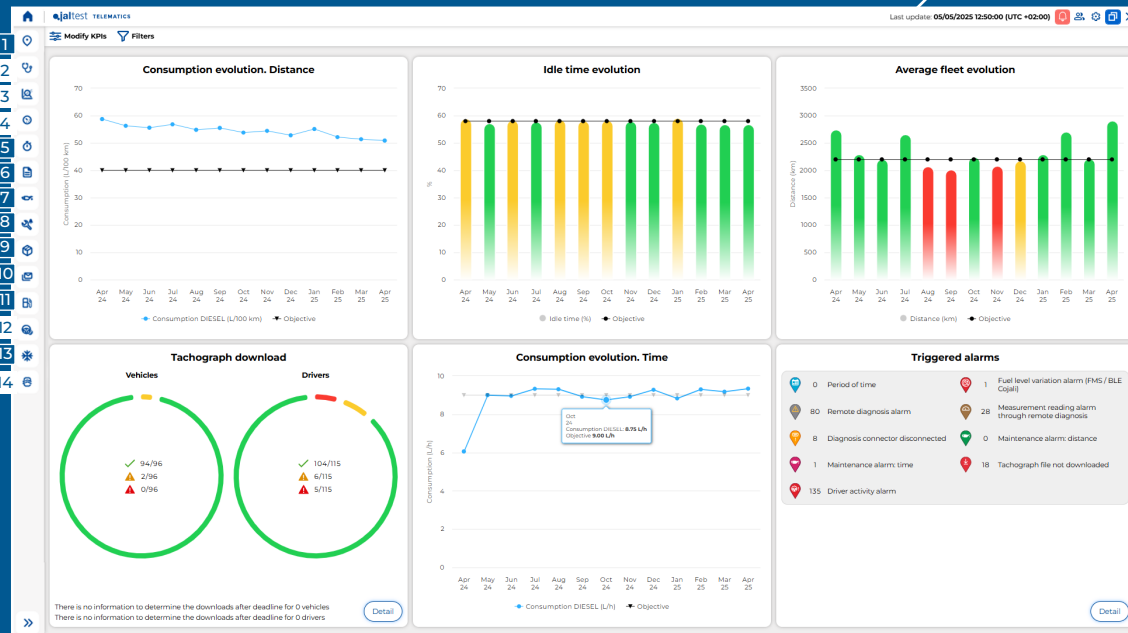 jaltest TELEMATICS
Last update: 05/05/2025 12:50:00 (UTC +02:00)
Modify KPIs
Filters
1
2
3
4
5
6
7
8
9
10
11
12
13
14
Consumption evolution. Distance
70
60
50
40
30
20
10
0
Consumption (L/100 km)
Apr 24
May 24
Jun 24
Jul 24
Aug 24
Sep 24
Oct 24
Nov 24
Dec 24
Jan 25
Feb 25
Mar 25
Apr 25
Consumption DIESEL (L/100 km)
Objective
Idle time evolution
70
60
50
40
30
20
10
0
%
Apr 24
May 24
Jun 24
Jul 24
Aug 24
Sep 24
Oct 24
Nov 24
Dec 24
Jan 25
Feb 25
Mar 25
Apr 25
Idle time (%)
Objective
Average fleet evolution
3500
3000
2500
2000
1500
1000
500
0
Distance (km)
Apr 24
May 24
Jun 24
Jul 24
Aug 24
Sep 24
Oct 24
Nov 24
Dec 24
Jan 25
Feb 25
Mar 25
Apr 25
Distance (km)
Objective
Tachograph download
Vehicles
94/96
2/96
0/96
Drivers
104/115
6/115
5/115
There is no information to determine the downloads after deadline for 0 vehicles
There is no information to determine the downloads after deadline for 0 drivers
Detail
Consumption evolution. Time
10
8
6
4
2
0
Consumption (L/h)
Oct
24
Consumption DIESEL: 8.75 L/h
Objective 9.00 L/h
Apr 24
May 24
Jun 24
Jul 24
Aug 24
Sep 24
Oct 24
Nov 24
Dec 24
Jan 25
Feb 25
Mar 25
Apr 25
Consumption DIESEL (L/h)
Objective
Triggered alarms
0 Period of time
1 Fuel level variation alarm (FMS / BLE
Cojali)
80 Remote diagnosis alarm
28 Measurement reading alarm
through remote diagnosis
8 Diagnosis connector disconnected
0 Maintenance alarm: distance
1 Maintenance alarm: time
18 Tachograph file not downloaded
135 Driver activity alarm
Detail